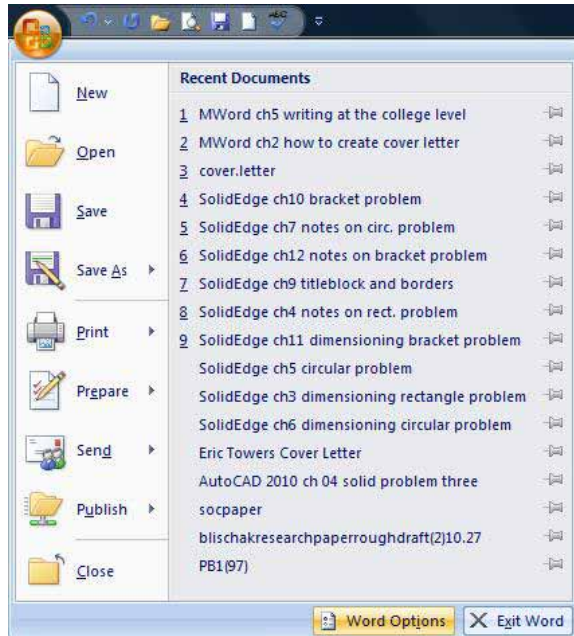 New
Open
Save
Save As
Print
Prepare
Send
Publish
Close
Recent Documents
1 MWord ch5 writing at the college level
2 MWord ch2 how to create cover letter
3 cover.letter
4 SolidEdge ch10 bracket problem
5 SolidEdge ch7 notes on circ. problem
6 SolidEdge ch12 notes on bracket problem
7 SolidEdge ch9 titleblock and borders
8 SolidEdge ch4 notes on rect. problem
9 SolidEdge ch11 dimensioning bracket problem
SolidEdge ch5 circular problem
SolidEdge ch3 dimensioning rectangle problem
SolidEdge ch6 dimensioning circular problem
Eric Towers Cover Letter
AutoCAD 2010 ch 04 solid problem three
socpaper
blischakresearchpaperroughdraft(2)10.27
PB1(97)
Word Options
Exit Word